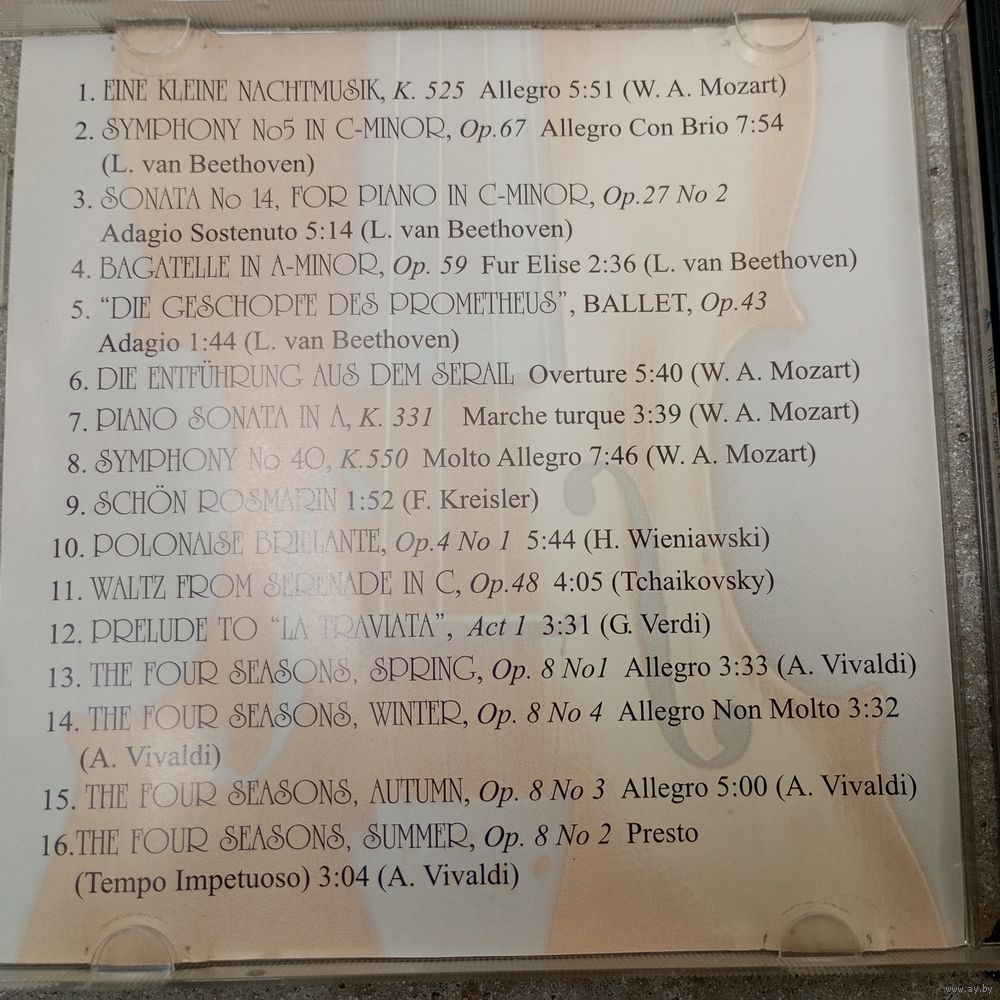 1. EINE KLEINE NACHTMUSIK, K. 525 Allegro 5:51 (W. A. Mozart)
2. SYMPHONY No5 IN C-MINOR, Op.67 Allegro Con Brio 7:54
(L. van Beethoven)
3. SONATA No 14, FOR PIANO IN C-MINOR, Op.27 No 2
Adagio Sostenuto 5:14 (L. van Beethoven)
4. BAGATELLE IN A-MINOR, Op. 59 Fur Elise 2:36 (L. van Beethoven)
5. “DIE GESCHOPFE DES PROMETHEUS”, BALLET, Op.43
Adagio 1:44 (L. van Beethoven)
6. DIE ENTFÜHRUNG AUS DEM SERAIL Overture 5:40 (W. A. Mozart)
7. PIANO SONATA IN A, K. 331 Marche turque 3:39 (W. A. Mozart)
8. SYMPHONY No 40, K.550 Molto Allegro 7:46 (W. A. Mozart)
9. SCHÖN ROSMARIN 1:52 (F. Kreisler)
10. POLONAISE BRILLANTE, Op.4 No 1 5:44 (H. Wieniawski)
11. WALTZ FROM SERENADE IN C, Op.48 4:05 (Tchaikovsky)
12. PRELUDE TO “LA TRAVIATA”, Act 1 3:31 (G. Verdi)
13. THE FOUR SEASONS, SPRING, Op. 8 No1 Allegro 3:33 (A. Vivaldi)
14. THE FOUR SEASONS, WINTER, Op. 8 No 4 Allegro Non Molto 3:32
(A. Vivaldi)
15. THE FOUR SEASONS, AUTUMN, Op. 8 No 3 Allegro 5:00 (A. Vivaldi)
16.THE FOUR SEASONS, SUMMER, Op. 8 No 2 Presto
(Tempo Impetuoso) 3:04 (A. Vivaldi)
www.ay.by